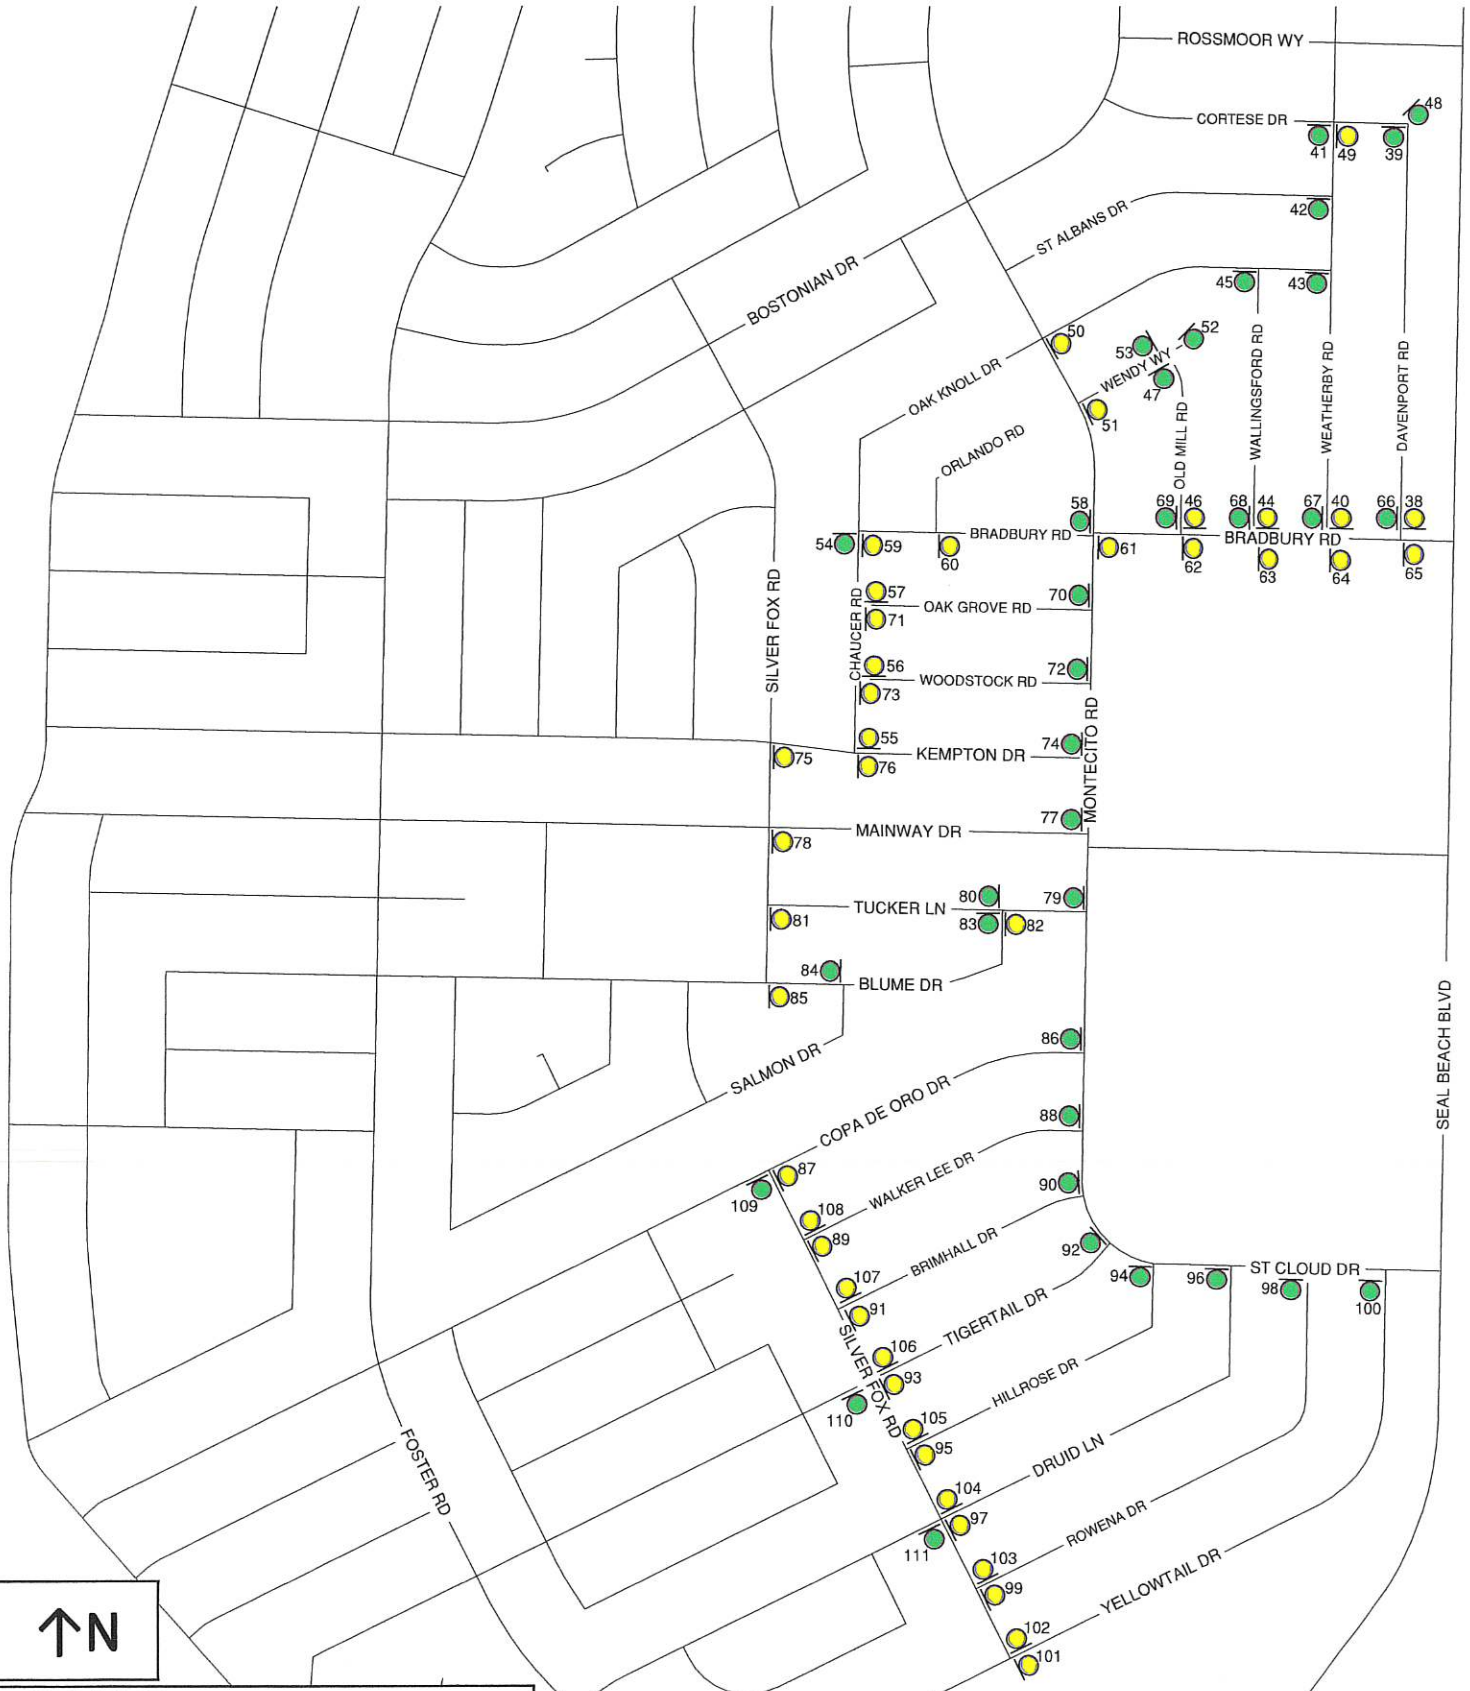 ROSSMOOR WY
48
CORTESE DR
41
49
39
42
ST ALBANS DR
BOSTONIAN DR
45
43
50
52
53
WENDY WY
47
OAK KNOLL DR
51
ORLANDO RD
OLD MILL RD
WALLINGSFORD RD
WEATHERBY RD
DAVENPORT RD
58
69
46
68
44
67
40
66
38
54
59
BRADBURY RD
60
61
BRADBURY RD
62
63
64
65
SILVER FOX RD
CHAUCER RD
57
70
OAK GROVE RD
71
56
72
WOODSTOCK RD
73
MONTECITO RD
55
74
75
KEMPTON DR
76
77
78
MAINWAY DR
80
79
TUCKER LN
81
83
82
84
BLUME DR
85
SEAL BEACH BLVD
86
SALMON DR
COPA DE ORO DR
88
87
109
WALKER LEE DR
90
108
89
BRIMHALL DR
92
107
94
96
98
ST CLOUD DR
100
91
SILVER FOX RD
TIGERTAIL DR
106
93
110
HILLROSE DR
105
95
FOSTER RD
DRUID LN
104
97
111
ROWENA DR
103
99
YELLOWTAIL DR
102
101
N